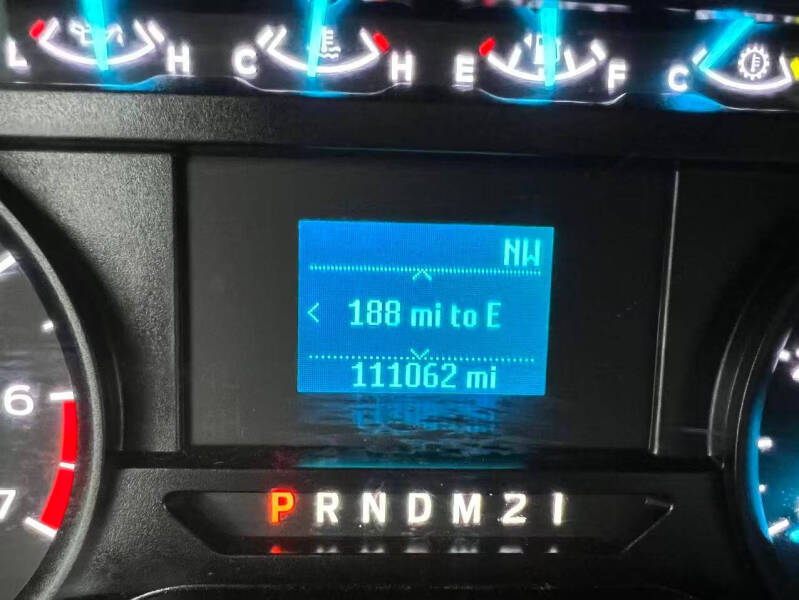 L H C H E F C
NW
< 188 mi to E
111062 mi
6
7
P R N D M 2 1